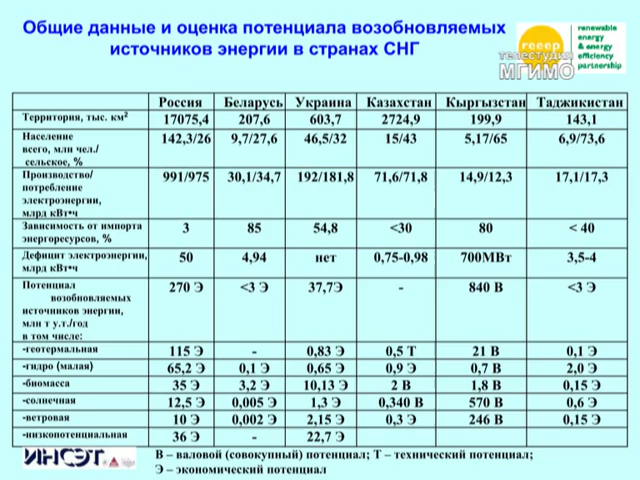 Общие данные и оценка потенциала возобновляемых
источников энергии в странах СНГ
reeep
renewable
energy
& energy
efficiency
partnership
телестудия
МГИМО
Россия Беларусь Украина Казахстан Кыргызстан Таджикистан
Территория, тыс. км² 17075,4 207,6 603,7 2724,9 199,9 143,1
Население
всего, млн чел./
сельское, % 142,3/26 9,7/27,6 46,5/32 15/43 5,17/65 6,9/73,6
Производство/
потребление
электроэнергии,
млрд кВт•ч 991/975 30,1/34,7 192/181,8 71,6/71,8 14,9/12,3 17,1/17,3
Зависимость от импорта
энергоресурсов, % 3 85 54,8 <30 80 < 40
Дефицит электроэнергии,
млрд кВт•ч 50 4,94 нет 0,75-0,98 700МВт 3,5-4
Потенциал
возобновляемых
источников энергии,
млн т у.т./год
в том числе: 270 Э <3 Э 37,7Э - 840 В <3 Э
-геотермальная 115 Э - 0,83 Э 0,5 Т 21 В 0,1 Э
-гидро (малая) 65,2 Э 0,1 Э 0,65 Э 0,9 Э 0,7 В 2,0 Э
-биомасса 35 Э 3,2 Э 10,13 Э 2 В 1,8 В 0,15 Э
-солнечная 12,5 Э 0,005 Э 1,3 Э 0,340 В 570 В 0,6 Э
-ветровая 10 Э 0,002 Э 2,15 Э 0,3 Э 246 В 0,15 Э
-низкопотенциальная 36 Э - 22,7 Э
ИНСЭТ
В – валовой (совокупный) потенциал; Т – технический потенциал;
Э – экономический потенциал